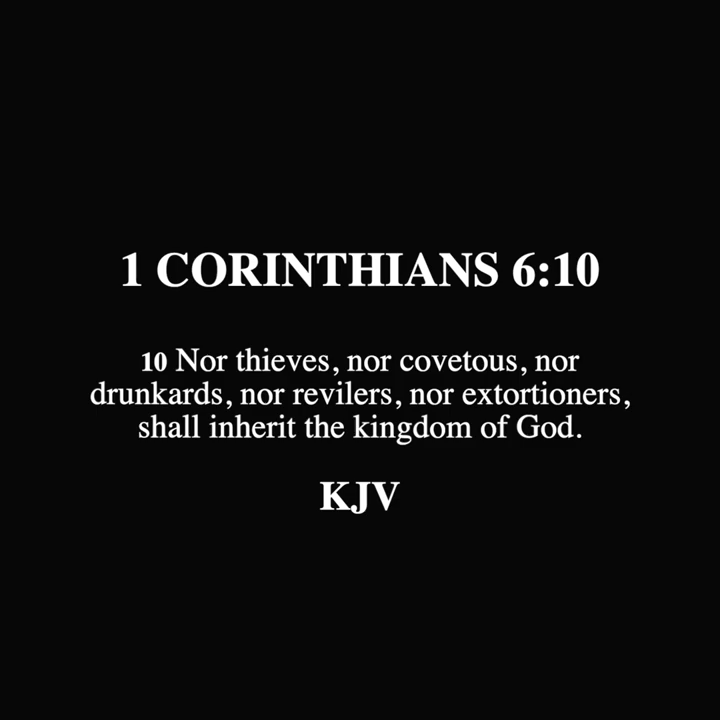 1 CORINTHIANS 6:10
10 Nor thieves, nor covetous, nor
drunkards, nor revilers, nor extortioners,
shall inherit the kingdom of God.
KJV